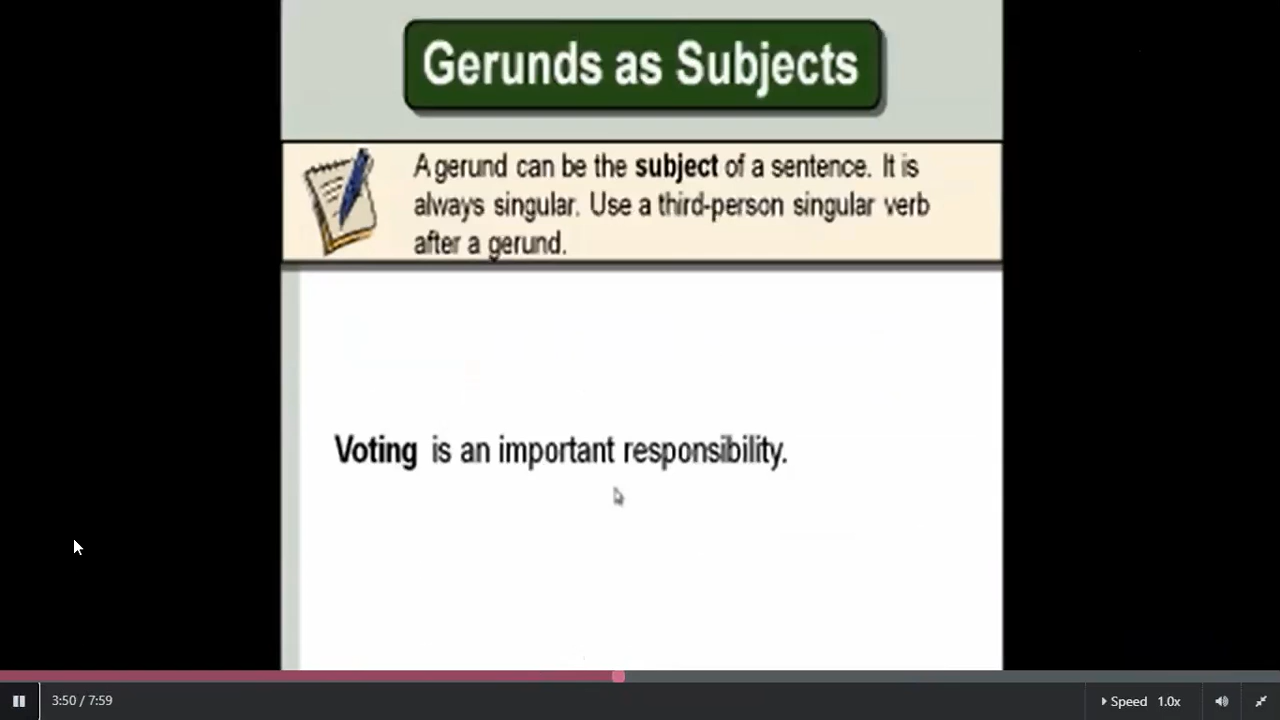 Gerunds as Subjects
A gerund can be the subject of a sentence. It is
always singular. Use a third-person singular verb
after a gerund.
Voting is an important responsibility.
3:50 / 7:59
Speed 1.0x